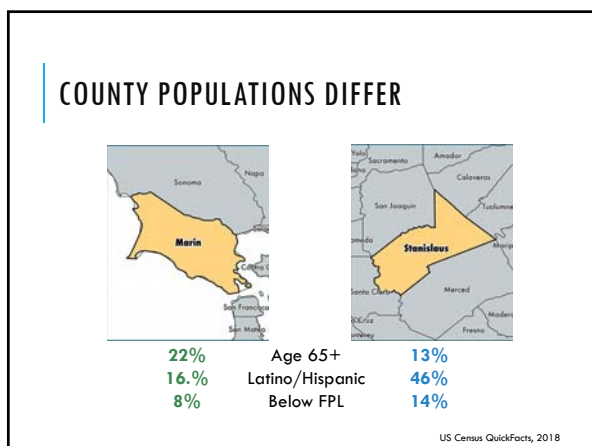 COUNTY POPULATIONS DIFFER
Napa
Sonoma
Marin
San Francisco
San Mateo
Yolo
Sacramento
Amador
Calaveras
San Joaquin
Tuolumne
Stanislaus
Santa Clara
Merced
Fresno
22% Age 65+ 13%
16.% Latino/Hispanic 46%
8% Below FPL 14%
US Census QuickFacts, 2018